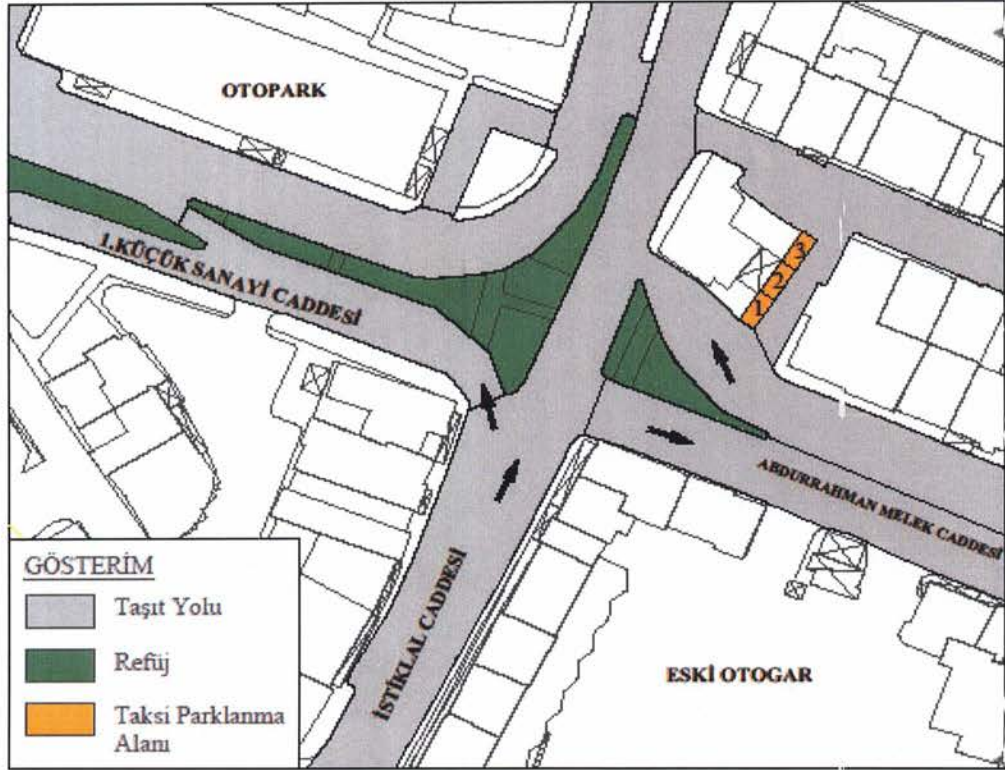 OTOPARK
1.KÜÇÜK SANAYİ CADDESİ
3
2
1
ABDURRAHMAN MELEK CADDESİ
İSTİKLAL CADDESİ
ESKİ OTOGAR
GÖSTERİM
Taşıt Yolu
Refüj
Taksi Parklanma
Alanı